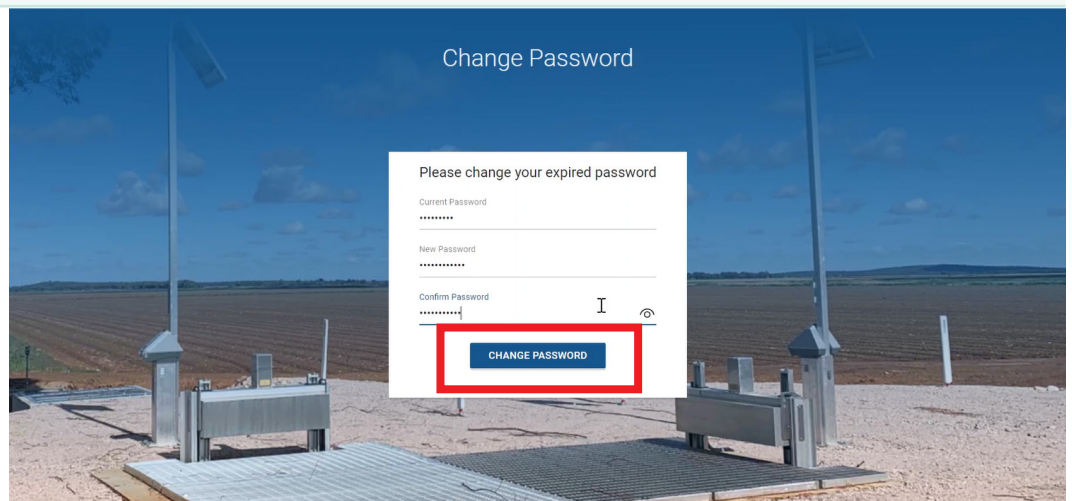 Change Password
Please change your expired password
Current Password
•••••••••
New Password
••••••••••••
Confirm Password
•••••••••••
CHANGE PASSWORD